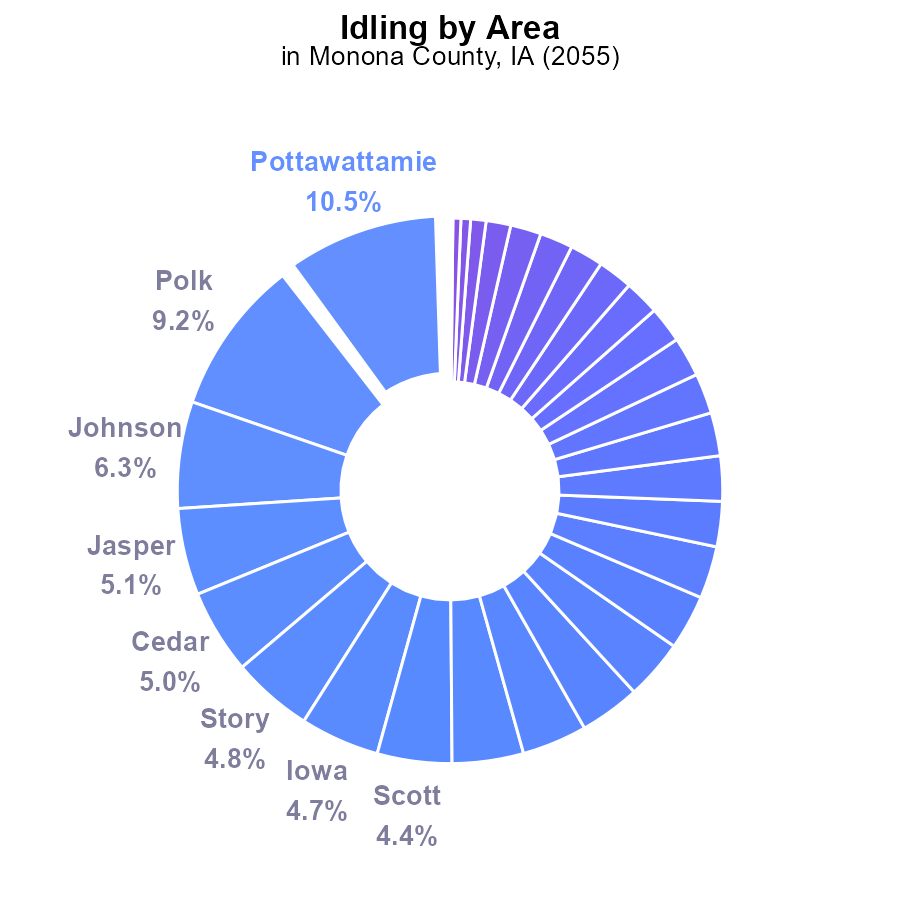 Idling by Area
in Monona County, IA (2055)
Pottawattamie
10.5%
Polk
9.2%
Johnson
6.3%
Jasper
5.1%
Cedar
5.0%
Story
4.8%
Iowa
4.7%
Scott
4.4%